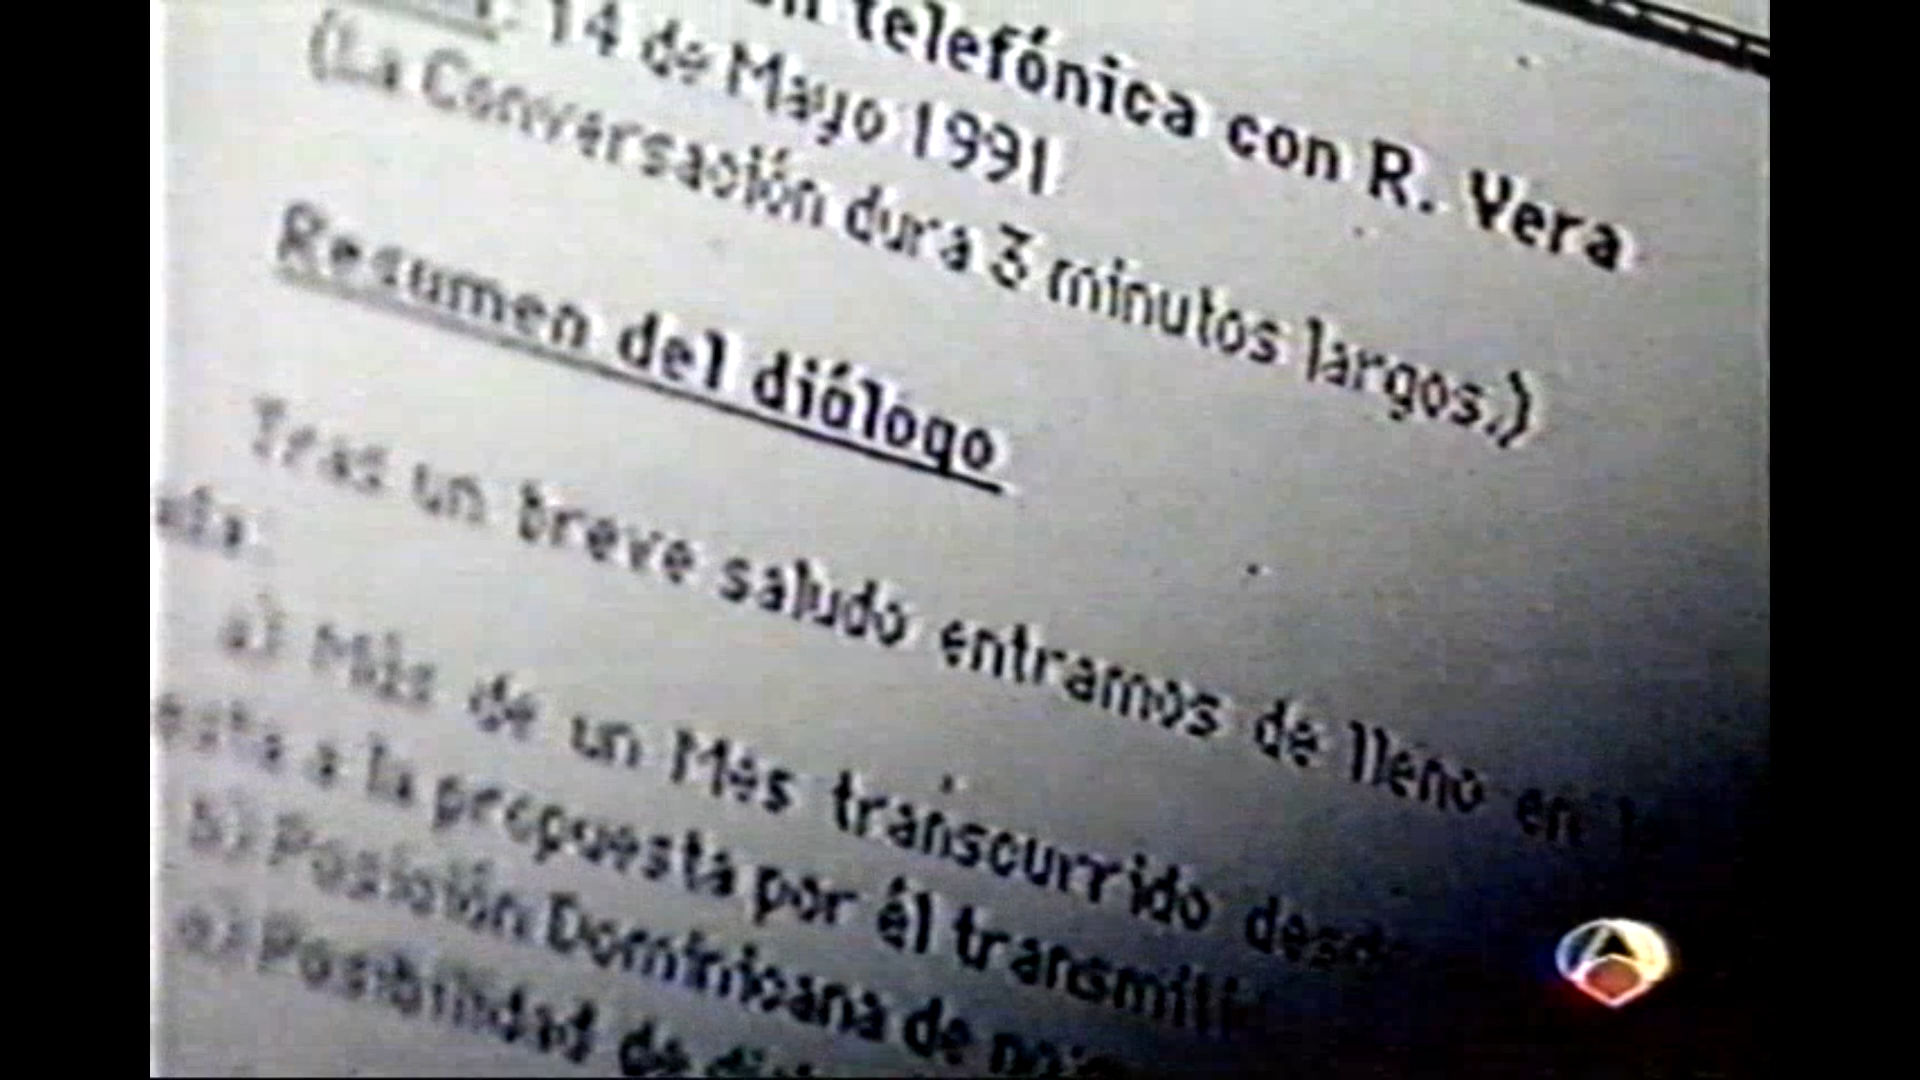 telefónica con R. Vera
14 de Mayo 1991
(La Conversación dura 3 minutos largos.)
Resumen del diálogo
Tras un breve saludo entramos de lleno en
a) Más de un Mes transcurrido desde
a la propuesta por él transmiti
b) Posición Dominicana de
c) Posibilidad de